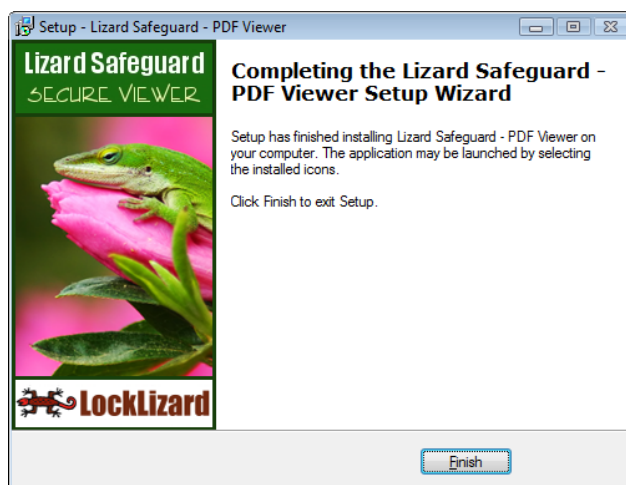 Setup - Lizard Safeguard - PDF Viewer
Lizard Safeguard
SECURE VIEWER
Completing the Lizard Safeguard -
PDF Viewer Setup Wizard
Setup has finished installing Lizard Safeguard - PDF Viewer on
your computer. The application may be launched by selecting
the installed icons.
Click Finish to exit Setup.
LockLizard
Finish